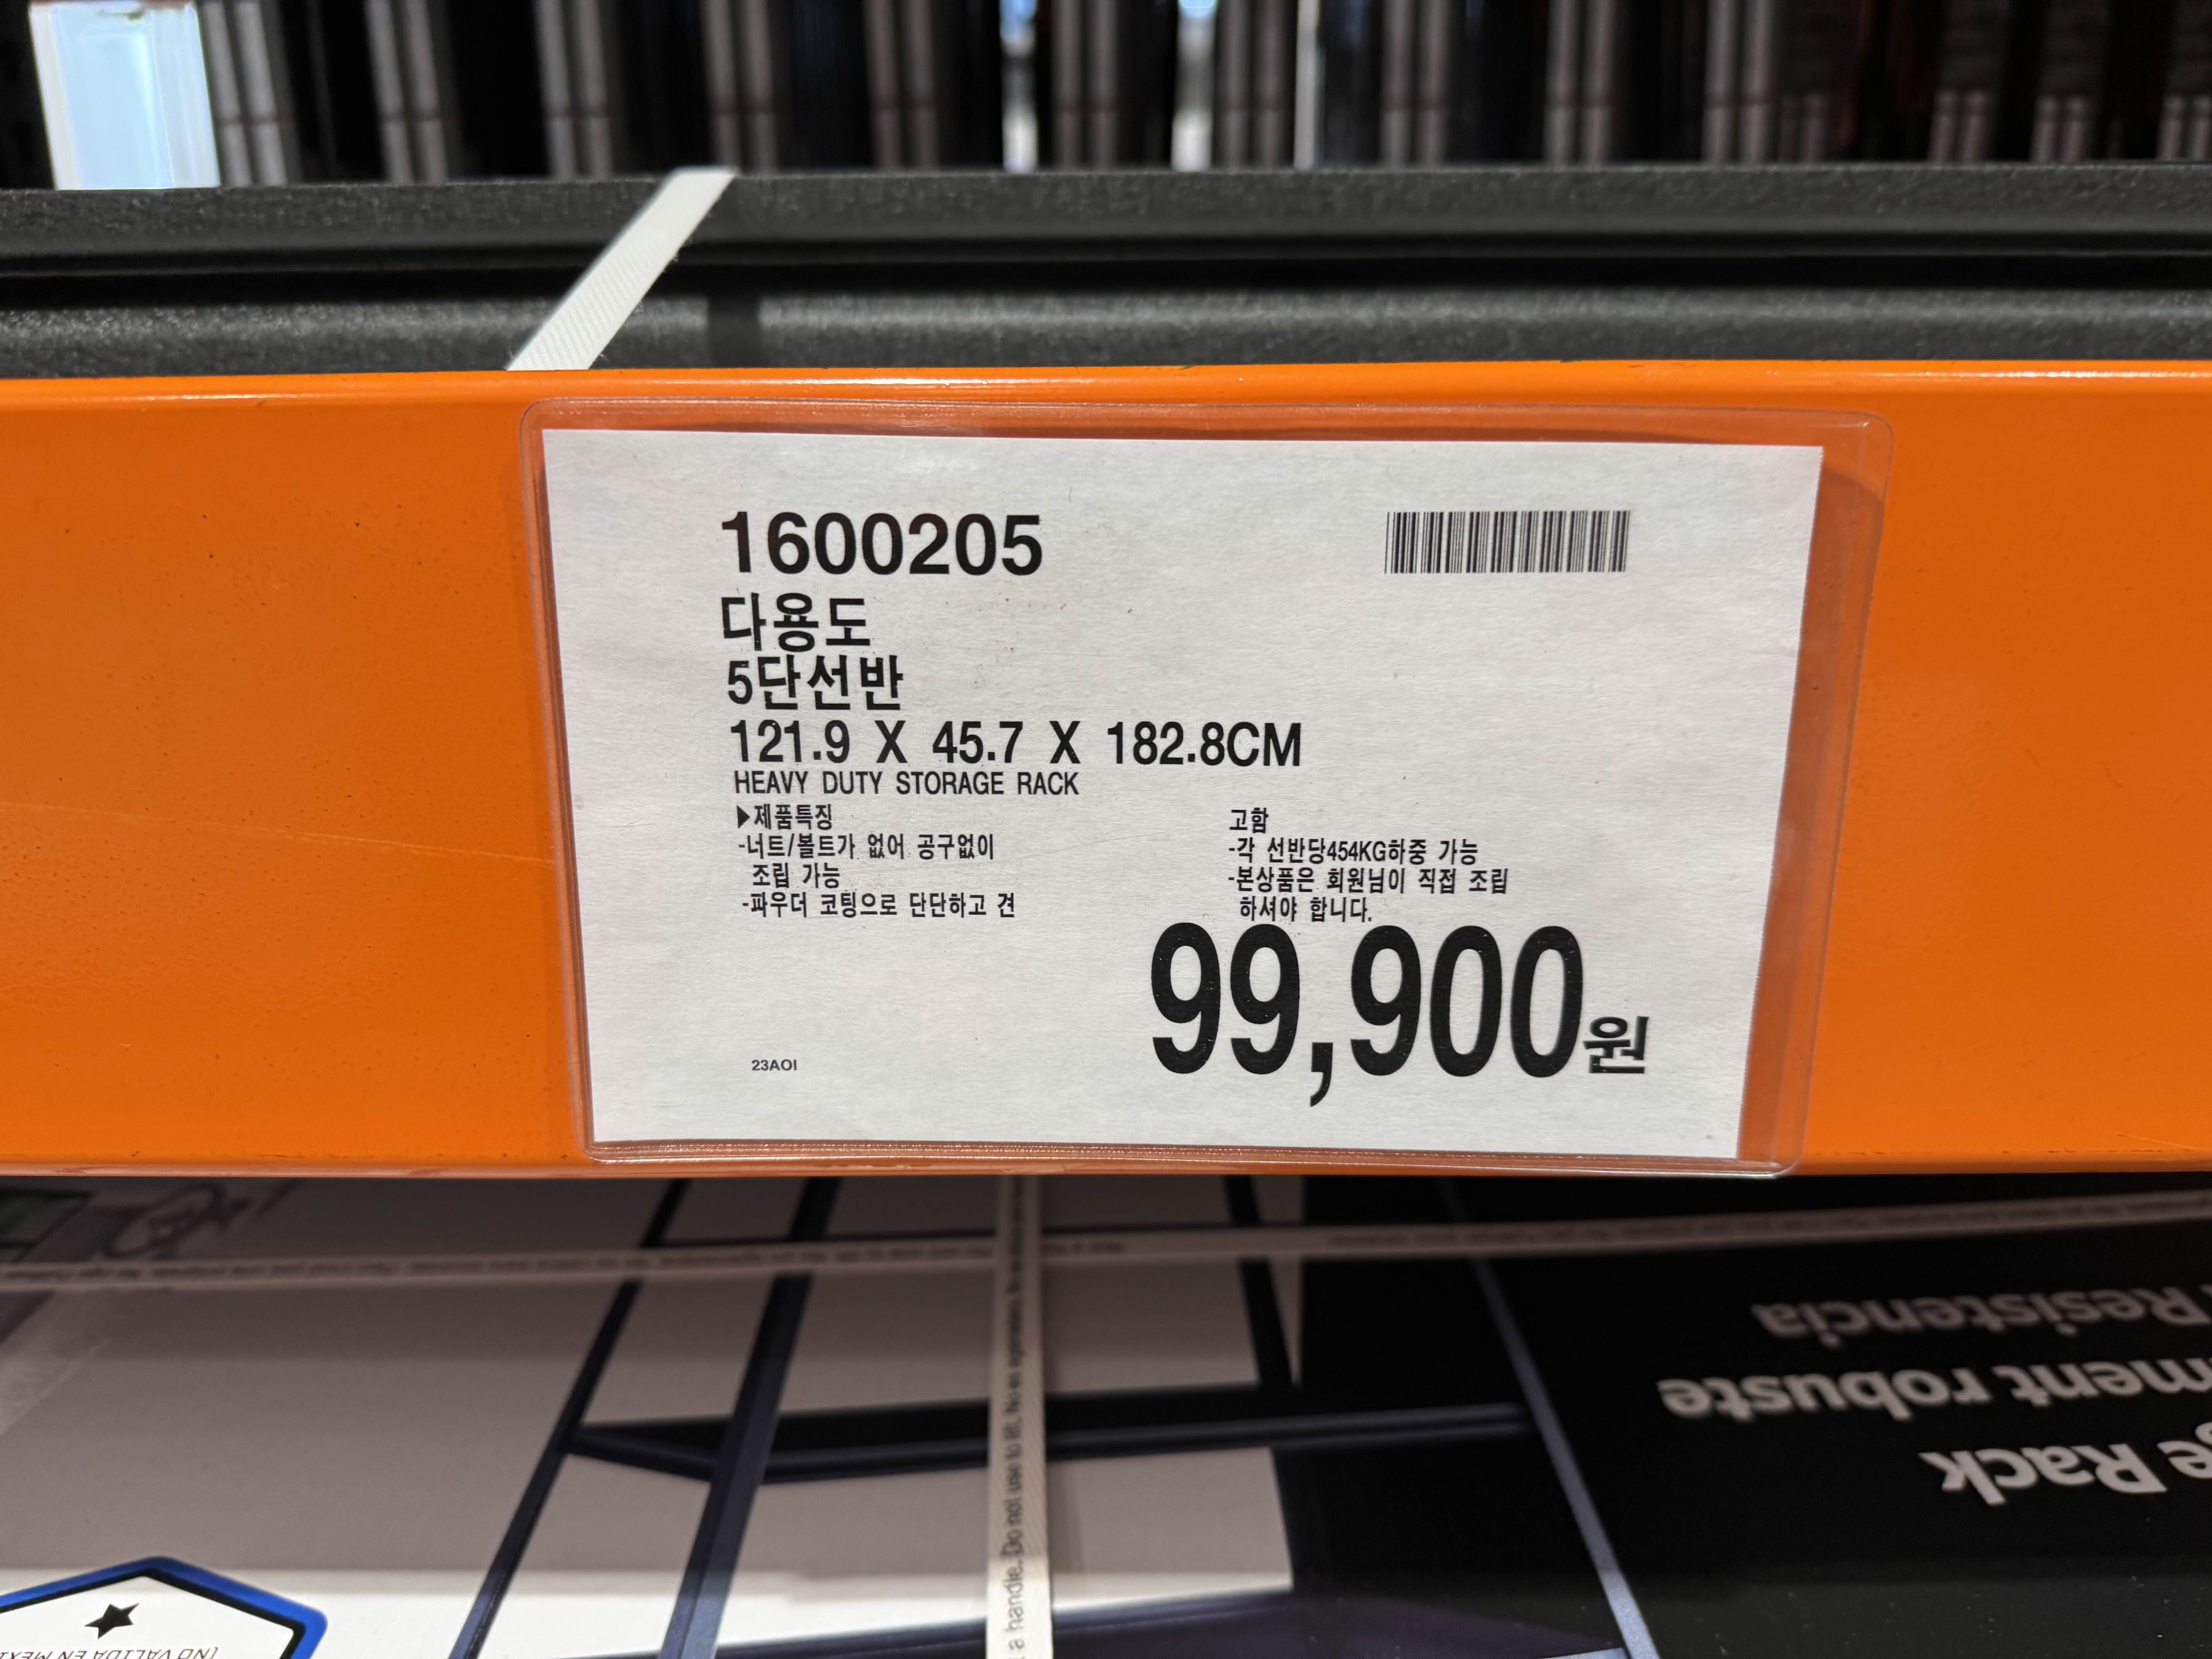 1600205
다용도
5단선반
121.9 X 45.7 X 182.8CM
HEAVY DUTY STORAGE RACK
▶제품특징
-너트/볼트가 없어 공구없이
조립 가능
-파우더 코팅으로 단단하고 견
고함
-각 선반당454KG하중 가능
-본상품은 회원님이 직접 조립
하셔야 합니다.
99,900원
23AOI
Resistencia
ment robuste
e Rack
a handle. Do not use to lift. No
(NO VALIDA EN MEXI